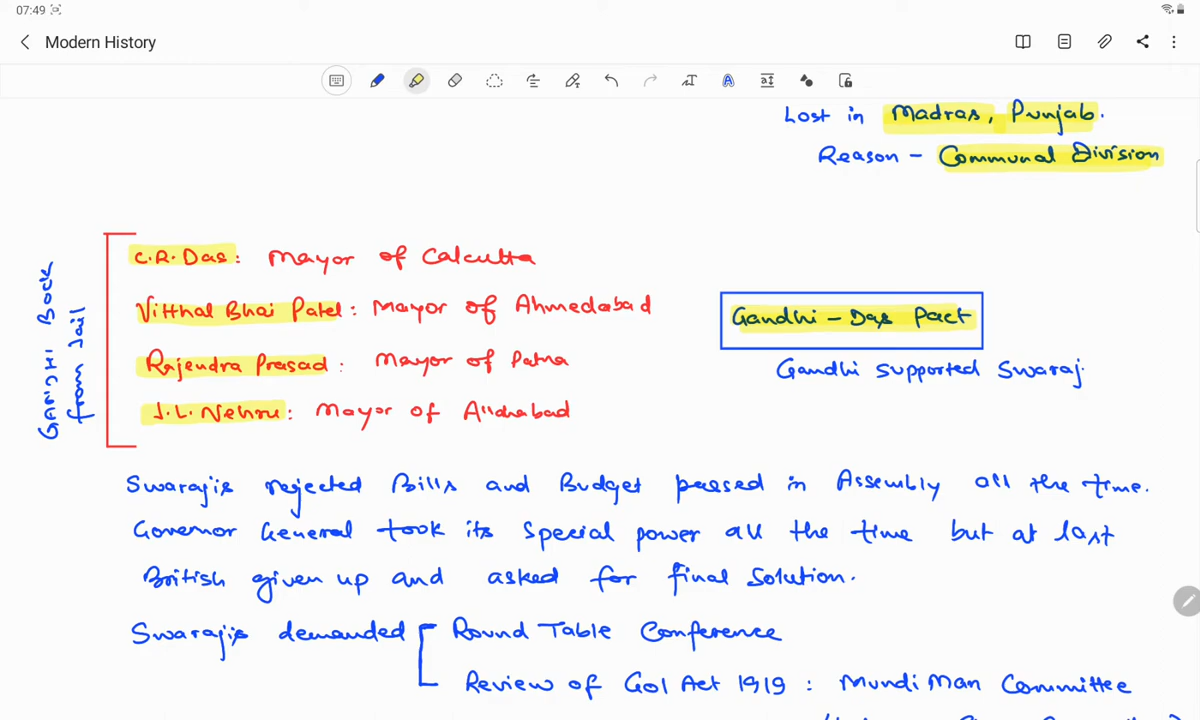 07:49
Modern History
Lost in Madras, Punjab.
Reason - Communal Division
GANDHI Back
from Jail
C.R.Das: Mayor of Calcutta
Vitthal Bhai Patel: Mayor of Ahmedabad
Rajendra Prasad: Mayor of Patna
J.L. Nehru: Mayor of Allahabad
Gandhi - Das Pact
Gandhi supported Swaraj
Swarajis rejected Bills and Budget passed in Assembly all the time.
Governor General took its special power all the time but at last
British given up and asked for final solution.
Swarajis demanded Round Table Conference
Review of GOI Act 1919 : MundiMan Committee